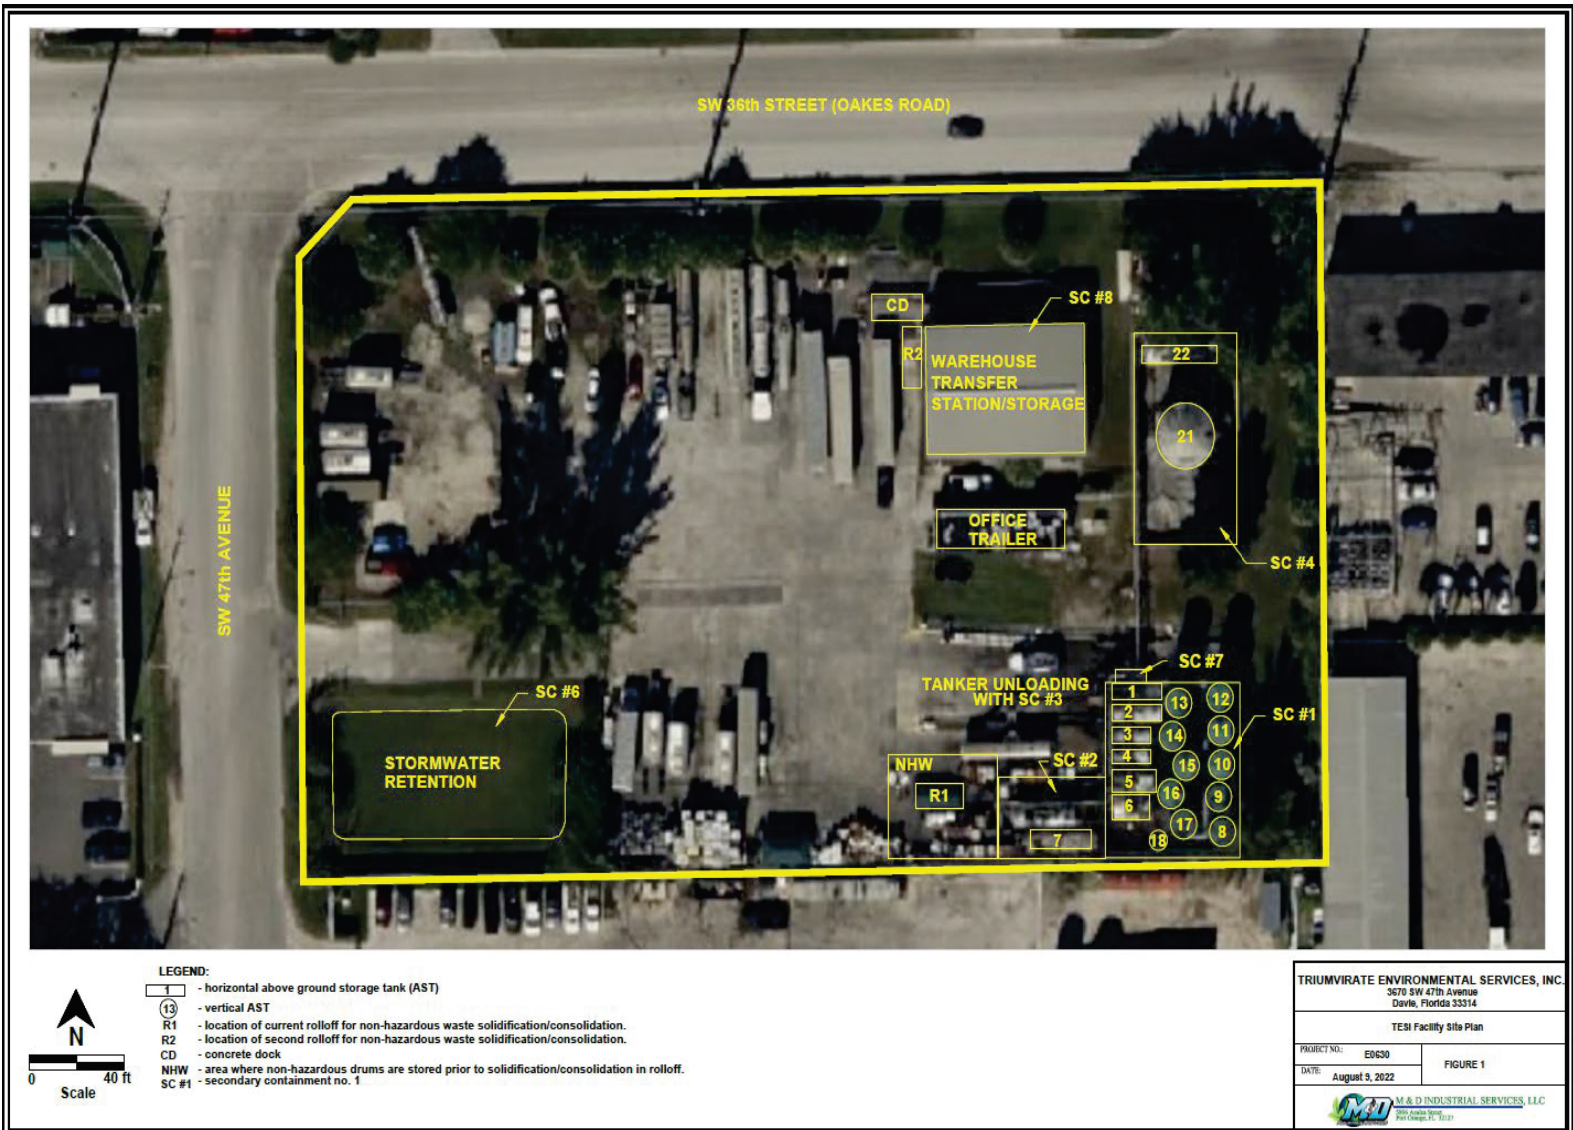 SW 36th STREET (OAKES ROAD)
SW 47th AVENUE
CD
SC #8
R2
WAREHOUSE
TRANSFER
STATION/STORAGE
22
21
OFFICE
TRAILER
SC #4
SC #7
SC #6
TANKER UNLOADING
WITH SC #3
1
2
3
4
5
6
13
12
14
11
15
10
16
9
17
8
18
SC #1
STORMWATER
RETENTION
NHW
R1
SC #2
7
LEGEND:
1 - horizontal above ground storage tank (AST)
13 - vertical AST
R1 - location of current rolloff for non-hazardous waste solidification/consolidation.
R2 - location of second rolloff for non-hazardous waste solidification/consolidation.
CD - concrete dock
NHW - area where non-hazardous drums are stored prior to solidification/consolidation in rolloff.
SC #1 - secondary containment no. 1
N
0 40 ft
Scale
TRIUMVIRATE ENVIRONMENTAL SERVICES, INC.
3670 SW 47th Avenue
Davie, Florida 33314
TESI Facility Site Plan
PROJECT NO.: E0630
DATE: August 9, 2022
FIGURE 1
M&D
M & D INDUSTRIAL SERVICES, LLC
Port Orange, FL 32127